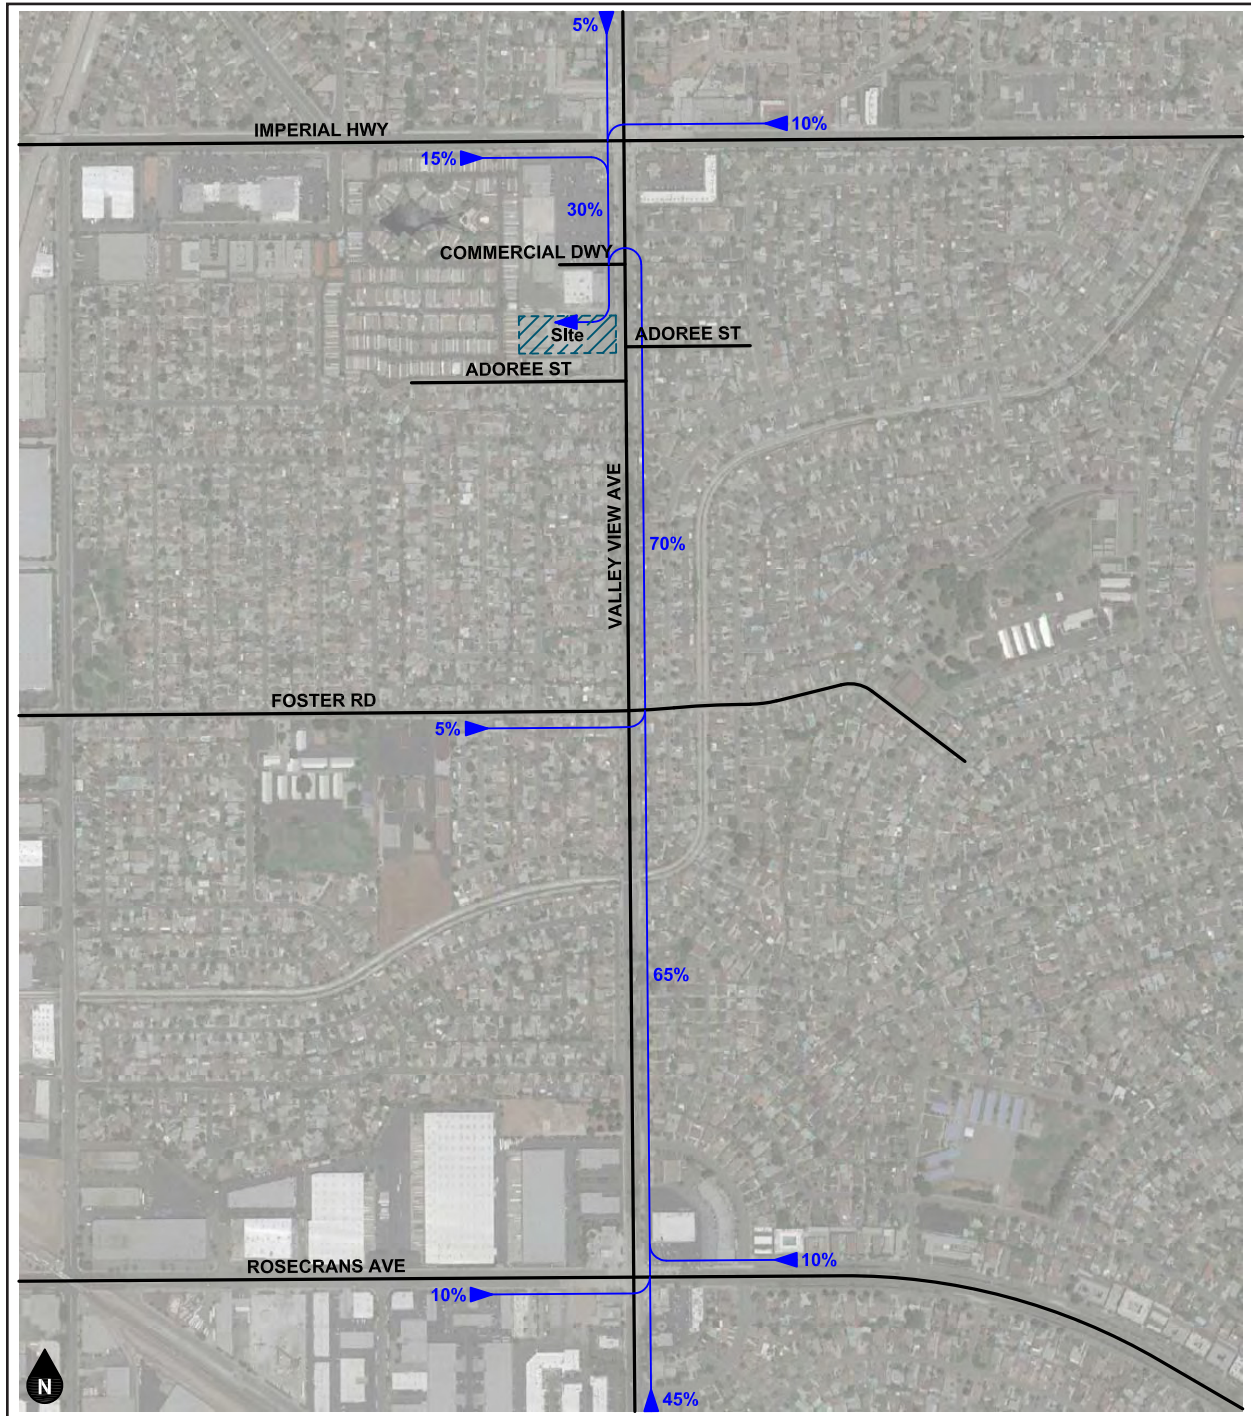 5%
IMPERIAL HWY
10%
15%
30%
COMMERCIAL DWY
SIte
ADOREE ST
ADOREE ST
VALLEY VIEW AVE
70%
FOSTER RD
5%
65%
ROSECRANS AVE
10%
10%
N
45%